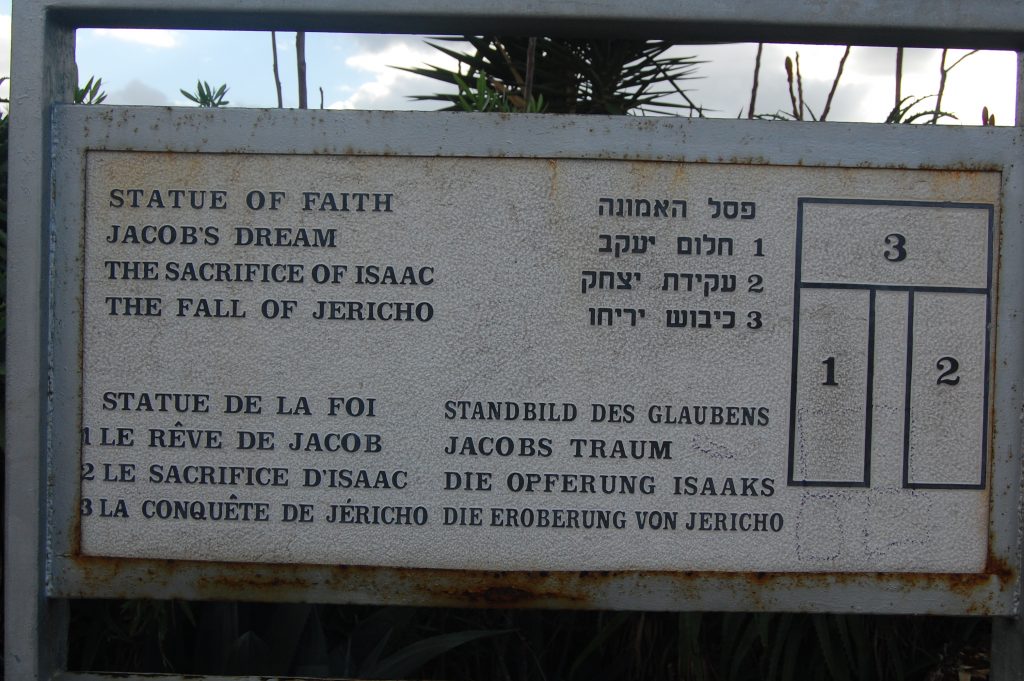 STATUE OF FAITH
JACOB'S DREAM
THE SACRIFICE OF ISAAC
THE FALL OF JERICHO
פסל האמונה
1 חלום יעקב
2 עקידת יצחק
3 כיבוש יריחו
3
1
2
STATUE DE LA FOI
1 LE RÊVE DE JACOB
2 LE SACRIFICE D'ISAAC
3 LA CONQUÊTE DE JÉRICHO
STANDBILD DES GLAUBENS
JACOBS TRAUM
DIE OPFERUNG ISAAKS
DIE EROBERUNG VON JERICHO